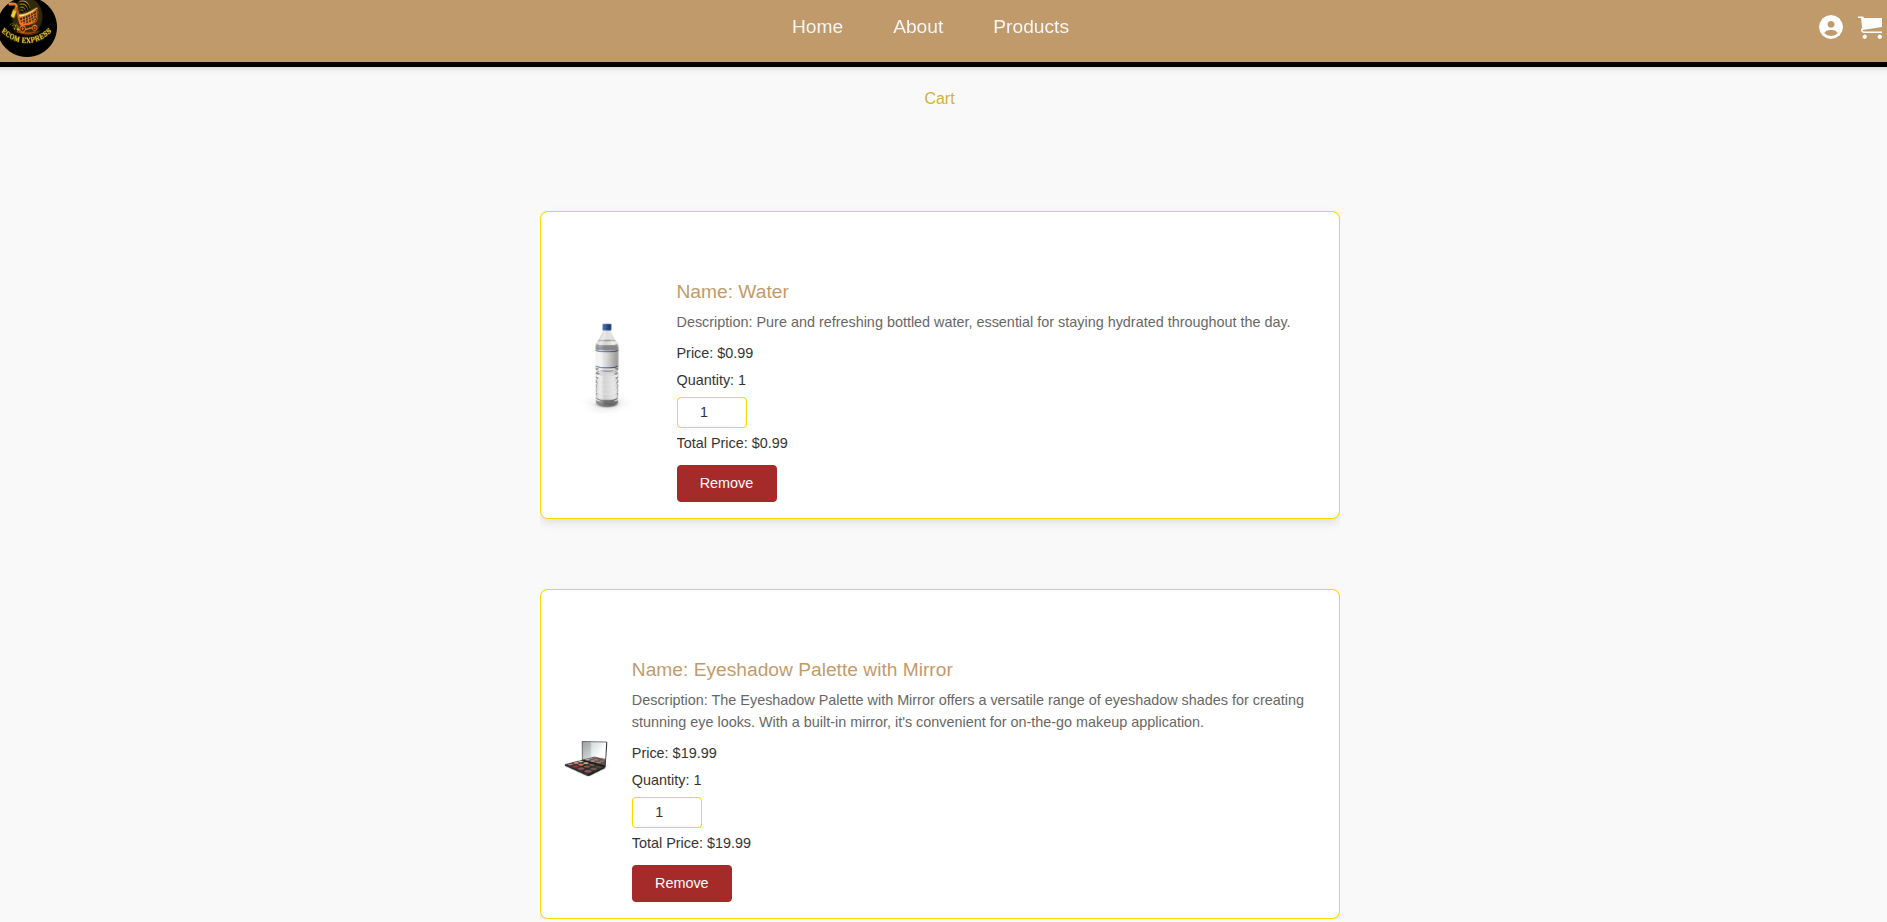 ECOM EXPRESS
Home
About
Products
Cart
Name: Water
Description: Pure and refreshing bottled water, essential for staying hydrated throughout the day.
Price: $0.99
Quantity: 1
1
Total Price: $0.99
Remove
Name: Eyeshadow Palette with Mirror
Description: The Eyeshadow Palette with Mirror offers a versatile range of eyeshadow shades for creating
stunning eye looks. With a built-in mirror, it's convenient for on-the-go makeup application.
Price: $19.99
Quantity: 1
1
Total Price: $19.99
Remove